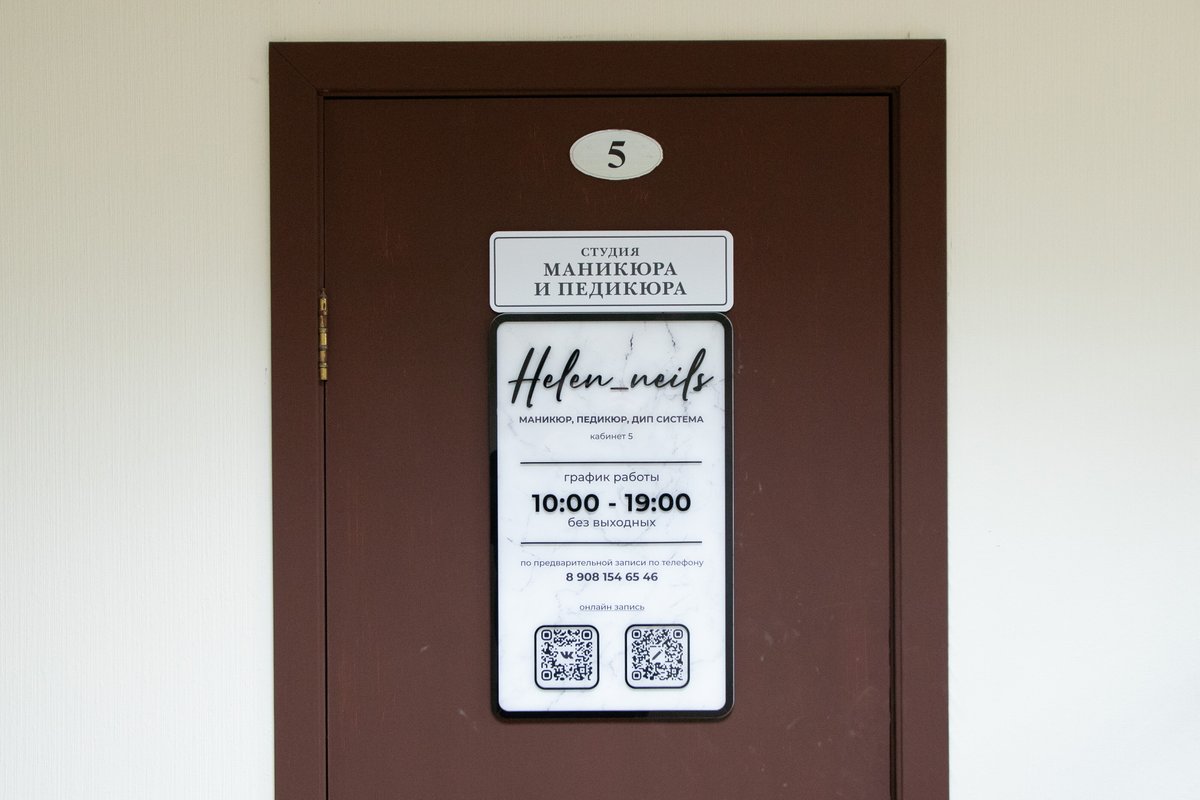 5
СТУДИЯ
МАНИКЮРА
И ПЕДИКЮРА
Helen_neils
МАНИКЮР, ПЕДИКЮР, ДИП СИСТЕМА
кабинет 5
график работы
10:00 - 19:00
без выходных
по предварительной записи по телефону
8 908 154 65 46
онлайн запись